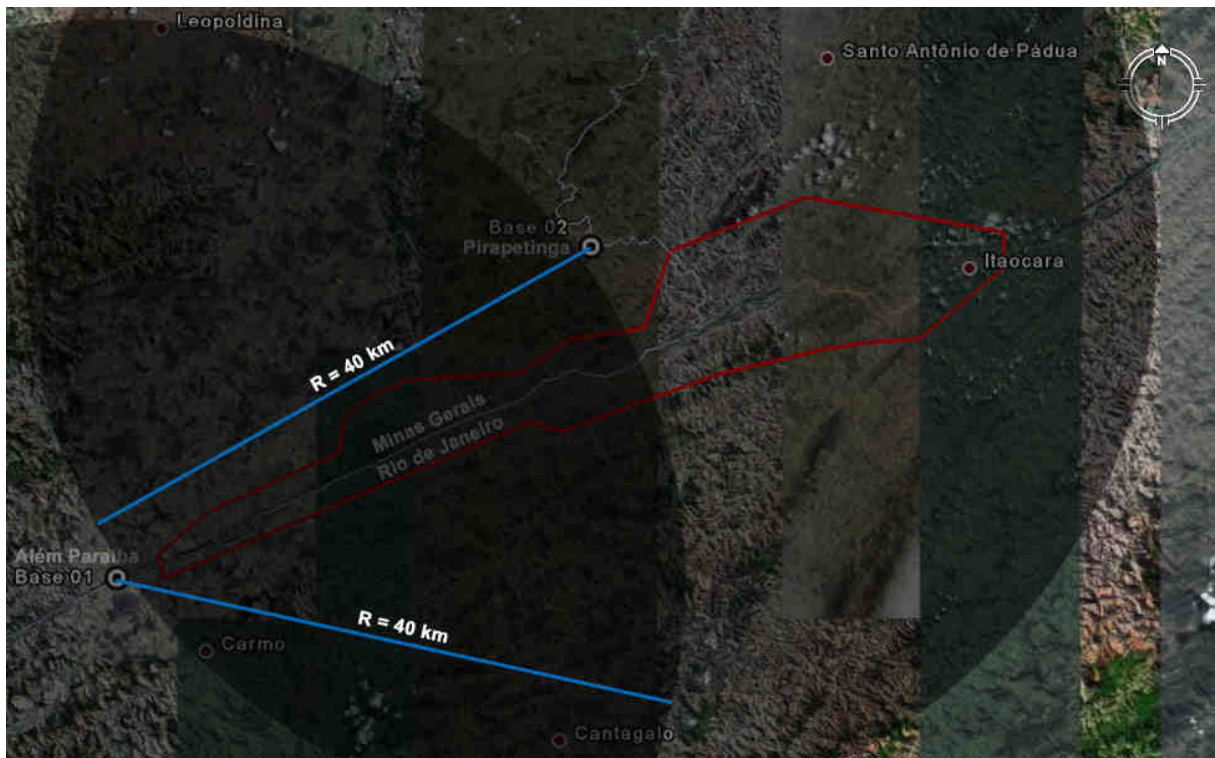 Leopoldina
Santo Antônio de Pádua
N
Base 02
Pirapetinga
Itaocara
R = 40 km
Minas Gerais
Rio de Janeiro
Além Paraíba
Base 01
R = 40 km
Carmo
Cantagalo